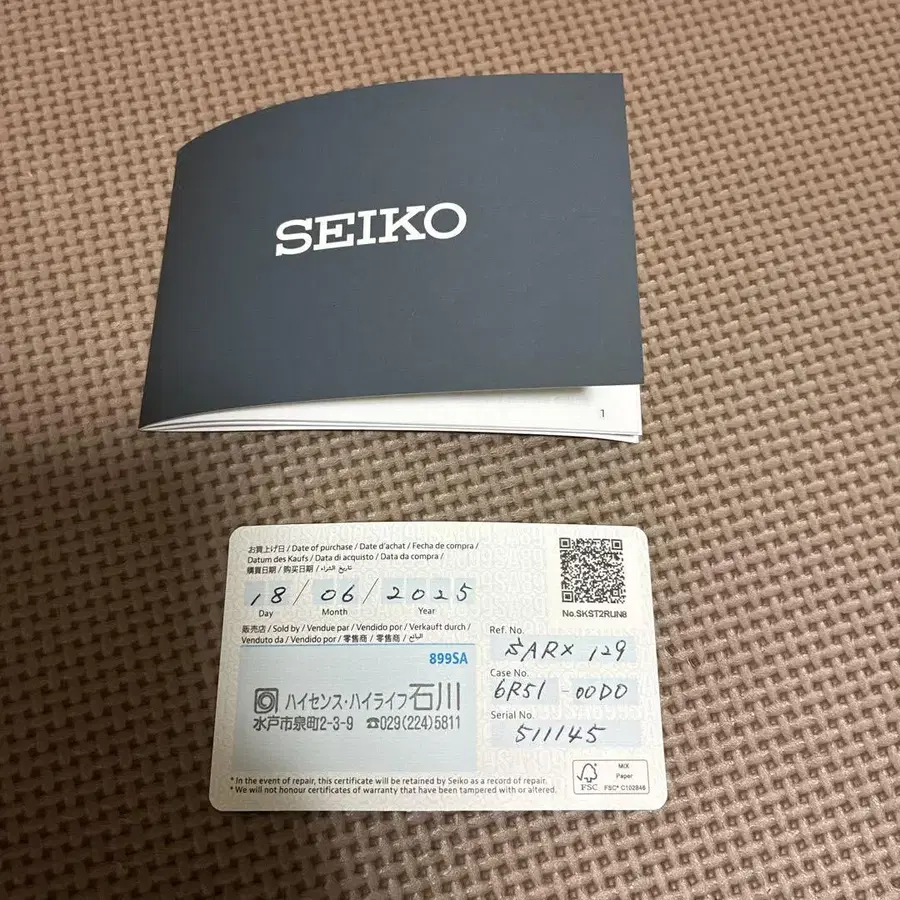 SEIKO
1
お買上げ日 / Date of purchase / Date d'achat / Fecha de compra /
Datum des Kaufs / Data di acquisto / Data da compra /
購買日期 / 购买日期 / تاريخ الشراء
18 / 06 / 2025
Day Month Year
販売店 / Sold by / Vendue par / Vendido por / Verkauft durch /
Venduto da / Vendido por / 零售商 / 零售商 / البائع
899SA
ハイセンス・ハイライフ石川
水戸市泉町2-3-9 ☎029(224)5811
No.SKST2RUN8
Ref. No.
SARX 129
Case No.
6R51-00D0
Serial No.
511145
* In the event of repair, this certificate will be retained by Seiko as a record of repair.
* We will not honour certificates of warranty that have been tampered with or altered.
FSC
MIX
Paper
FSC® C102846